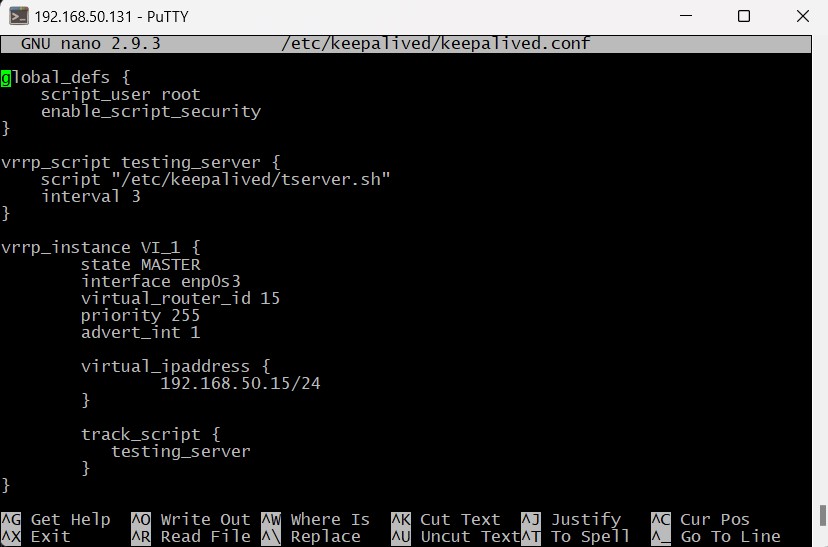 192.168.50.131 - PuTTY
GNU nano 2.9.3 /etc/keepalived/keepalived.conf
global_defs {
    script_user root
    enable_script_security
}
vrrp_script testing_server {
    script "/etc/keepalived/tserver.sh"
    interval 3
}
vrrp_instance VI_1 {
        state MASTER
        interface enp0s3
        virtual_router_id 15
        priority 255
        advert_int 1
        virtual_ipaddress {
                192.168.50.15/24
        }
        track_script {
           testing_server
        }
}
^G Get Help ^O Write Out ^W Where Is ^K Cut Text ^J Justify ^C Cur Pos
^X Exit ^R Read File ^\ Replace ^U Uncut Text ^T To Spell ^_ Go To Line